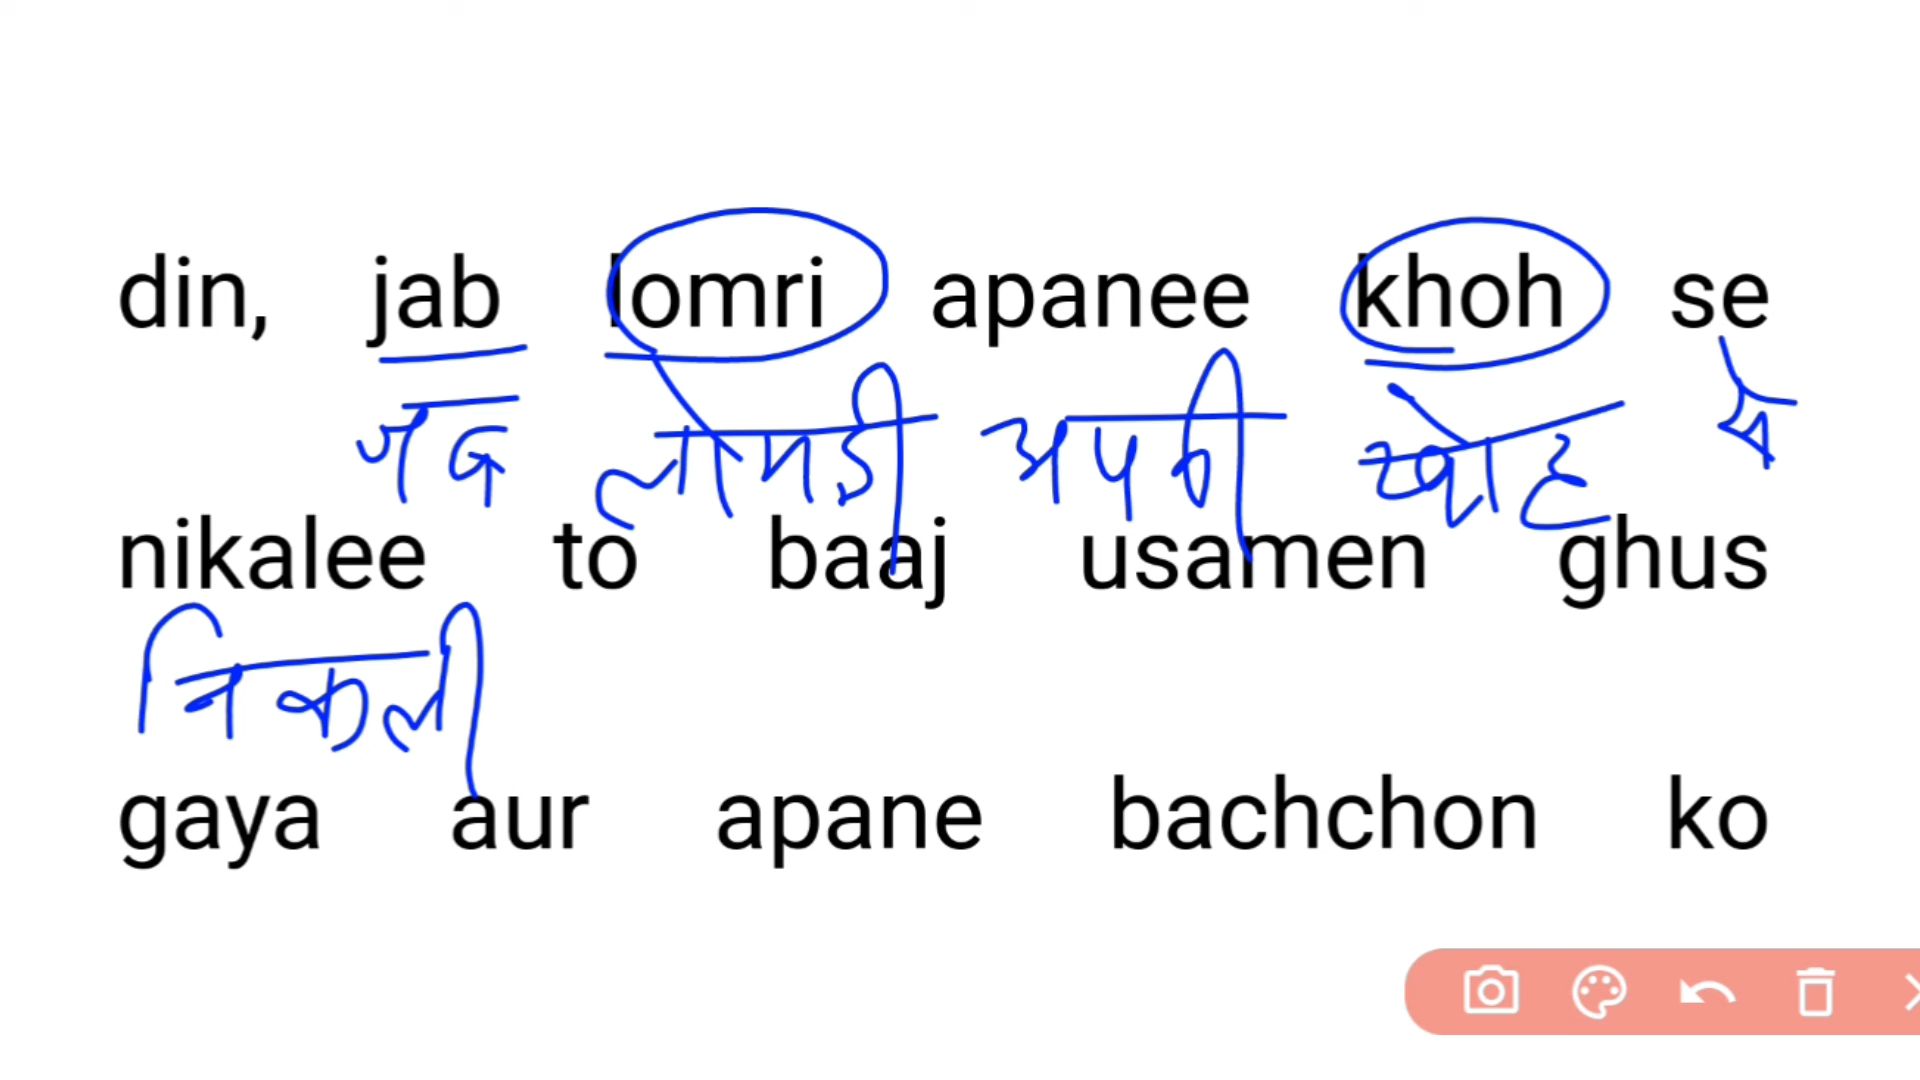 din, jab lomri apanee khoh se
जब लोमड़ी अपनी खोह से
nikalee to baaj usamen ghus
निकली
gaya aur apane bachchon ko